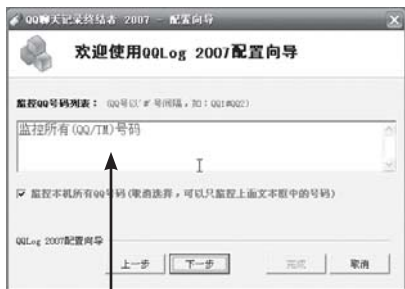 QQ聊天记录终结者 2007 - 配置向导
欢迎使用QQLog 2007配置向导
监控QQ号码列表： (QQ号以'#'号间隔，如：QQ1#QQ2)
监控所有(QQ/TM)号码
监控本机所有QQ号码(取消选择，可以只监控上面文本框中的号码)
QQLog 2007配置向导
上一步 下一步 完成 取消